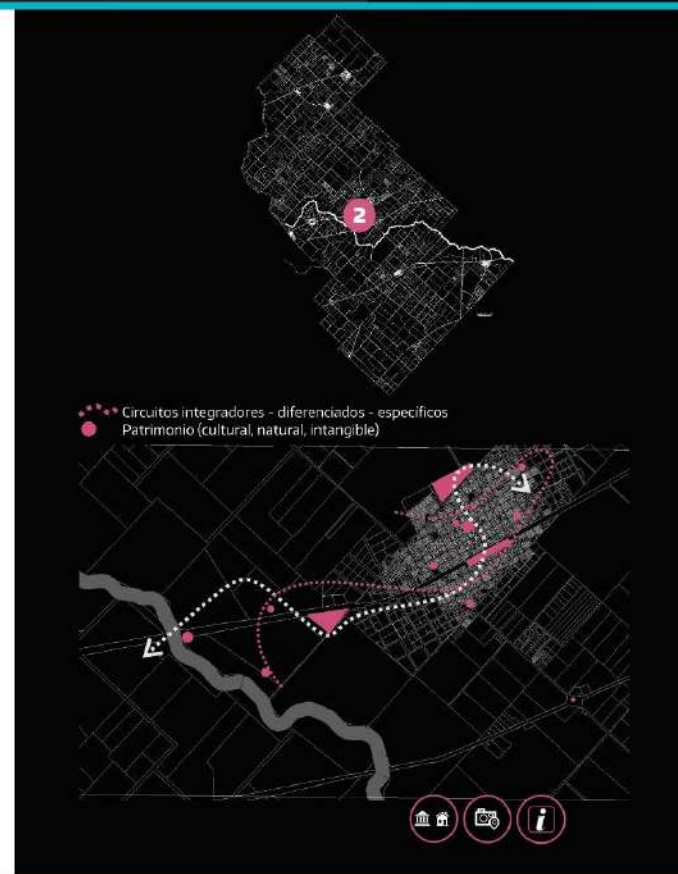 2
Circuitos integradores - diferenciados - específicos
Patrimonio (cultural, natural, intangible)
i